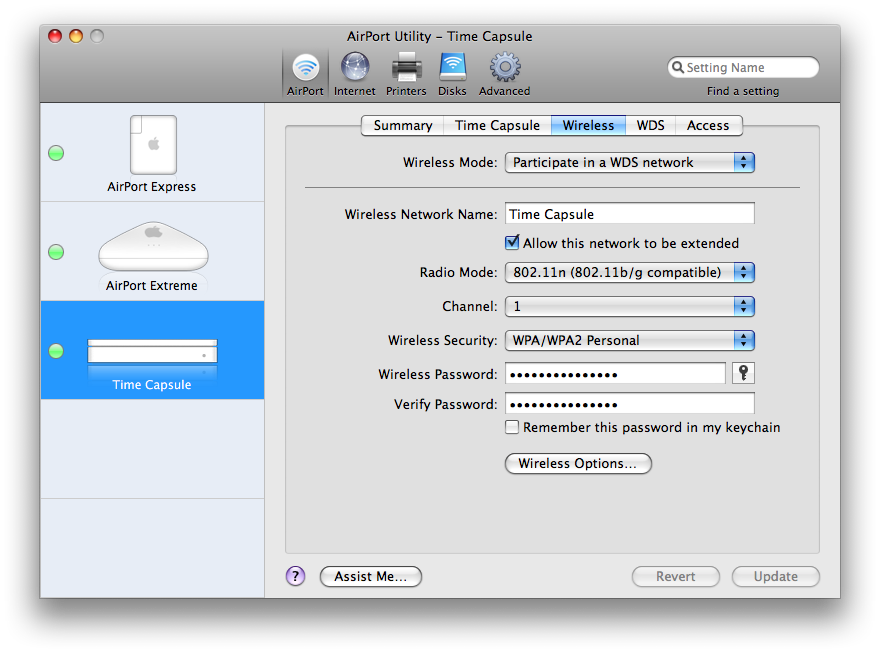 AirPort Utility – Time Capsule
AirPort Internet Printers Disks Advanced
Setting Name
Find a setting
AirPort Express
AirPort Extreme
Time Capsule
Summary Time Capsule Wireless WDS Access
Wireless Mode: Participate in a WDS network
Wireless Network Name: Time Capsule
Allow this network to be extended
Radio Mode: 802.11n (802.11b/g compatible)
Channel: 1
Wireless Security: WPA/WPA2 Personal
Wireless Password: •••••••••••••••
Verify Password: •••••••••••••••
Remember this password in my keychain
Wireless Options...
? Assist Me... Revert Update